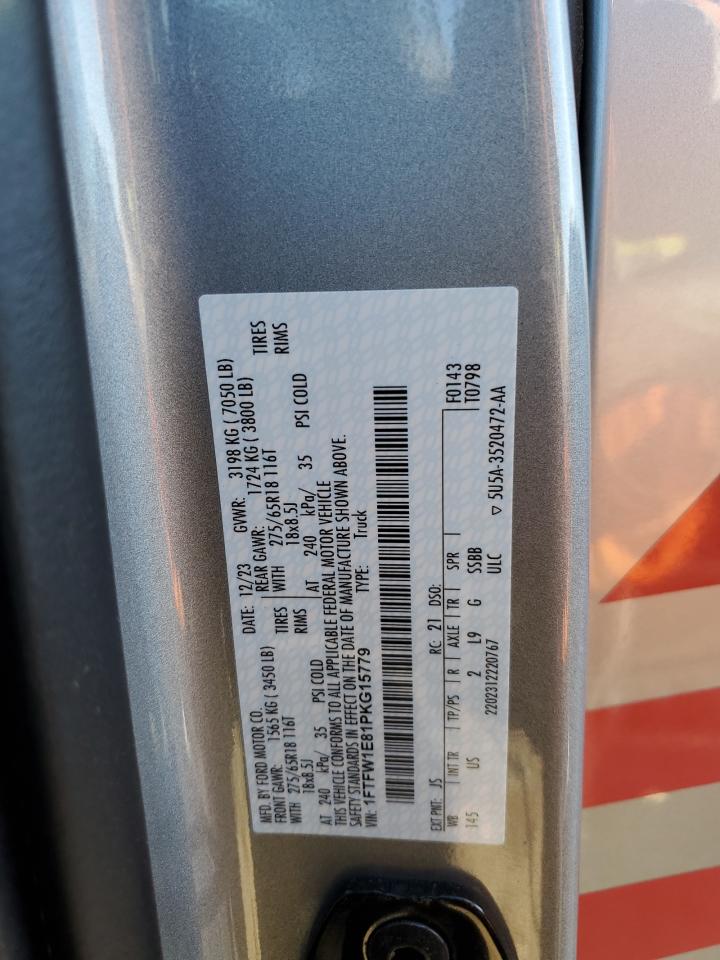 MFD. BY FORD MOTOR CO. DATE: 12/23 GVWR: 3198 KG ( 7050 LB)
FRONT GAWR: 1565 KG ( 3450 LB) REAR GAWR: 1724 KG ( 3800 LB)
WITH 275/65R18 116T TIRES WITH 275/65R18 116T TIRES
18x8.5J RIMS 18x8.5J RIMS
AT 240 kPa/ 35 PSI COLD AT 240 kPa/ 35 PSI COLD
THIS VEHICLE CONFORMS TO ALL APPLICABLE FEDERAL MOTOR VEHICLE
SAFETY STANDARDS IN EFFECT ON THE DATE OF MANUFACTURE SHOWN ABOVE.
VIN: 1FTFW1E81PKG15779 TYPE: Truck
EXT PNT: JS RC: 21 DSO: F0143
WB INT TR TP/PS R AXLE TR SPR T0798
145 US 2 L9 G SSBB
2202312220767 ULC ▽ 5U5A-3520472-AA